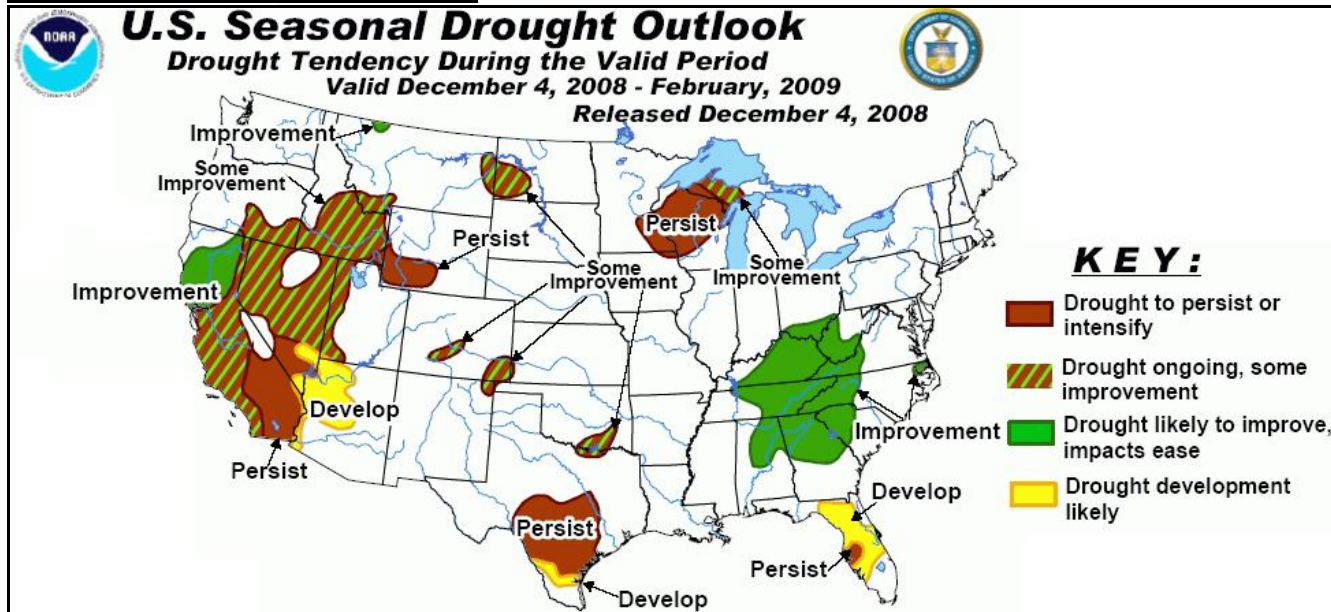 U.S. Seasonal Drought Outlook
Drought Tendency During the Valid Period
Valid December 4, 2008 - February, 2009
Released December 4, 2008
NOAA
Improvement
Some
Improvement
Persist
Persist
Some
Improvement
Some
Improvement
Improvement
Develop
Persist
Improvement
Persist
Develop
Develop
Persist
KEY:
Drought to persist or
intensify
Drought ongoing, some
improvement
Drought likely to improve,
impacts ease
Drought development
likely